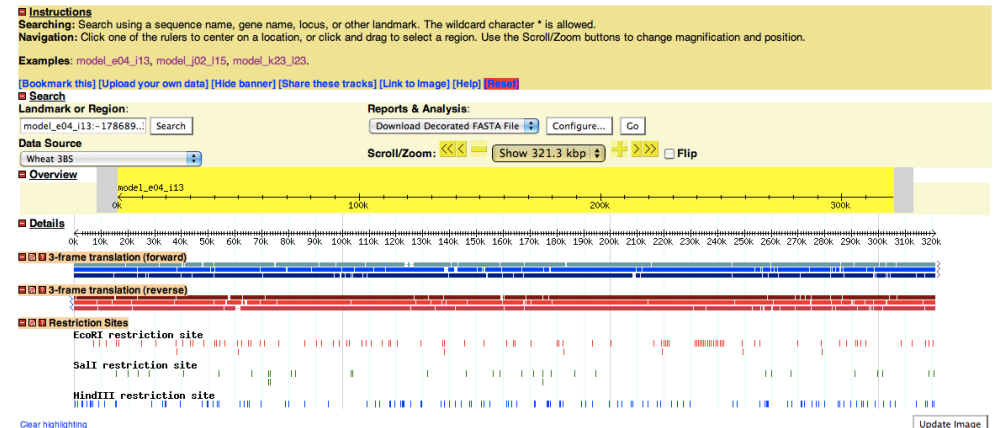 Instructions
Searching: Search using a sequence name, gene name, locus, or other landmark. The wildcard character * is allowed.
Navigation: Click one of the rulers to center on a location, or click and drag to select a region. Use the Scroll/Zoom buttons to change magnification and position.
Examples: model_e04_i13, model_j02_l15, model_k23_l23.
[Bookmark this] [Upload your own data] [Hide banner] [Share these tracks] [Link to Image] [Help] [Reset]
Search
Landmark or Region: Reports & Analysis:
model_e04_i13:-178689.. Search Download Decorated FASTA File Configure... Go
Data Source
Wheat 3BS Scroll/Zoom: << < - Show 321.3 kbp + > >> Flip
Overview
model_e04_i13
0k 100k 200k 300k
Details
0k 10k 20k 30k 40k 50k 60k 70k 80k 90k 100k 110k 120k 130k 140k 150k 160k 170k 180k 190k 200k 210k 220k 230k 240k 250k 260k 270k 280k 290k 300k 310k 320k
3-frame translation (forward)
3-frame translation (reverse)
Restriction Sites
EcoRI restriction site
SalI restriction site
HindIII restriction site
Clear highlighting Update Image